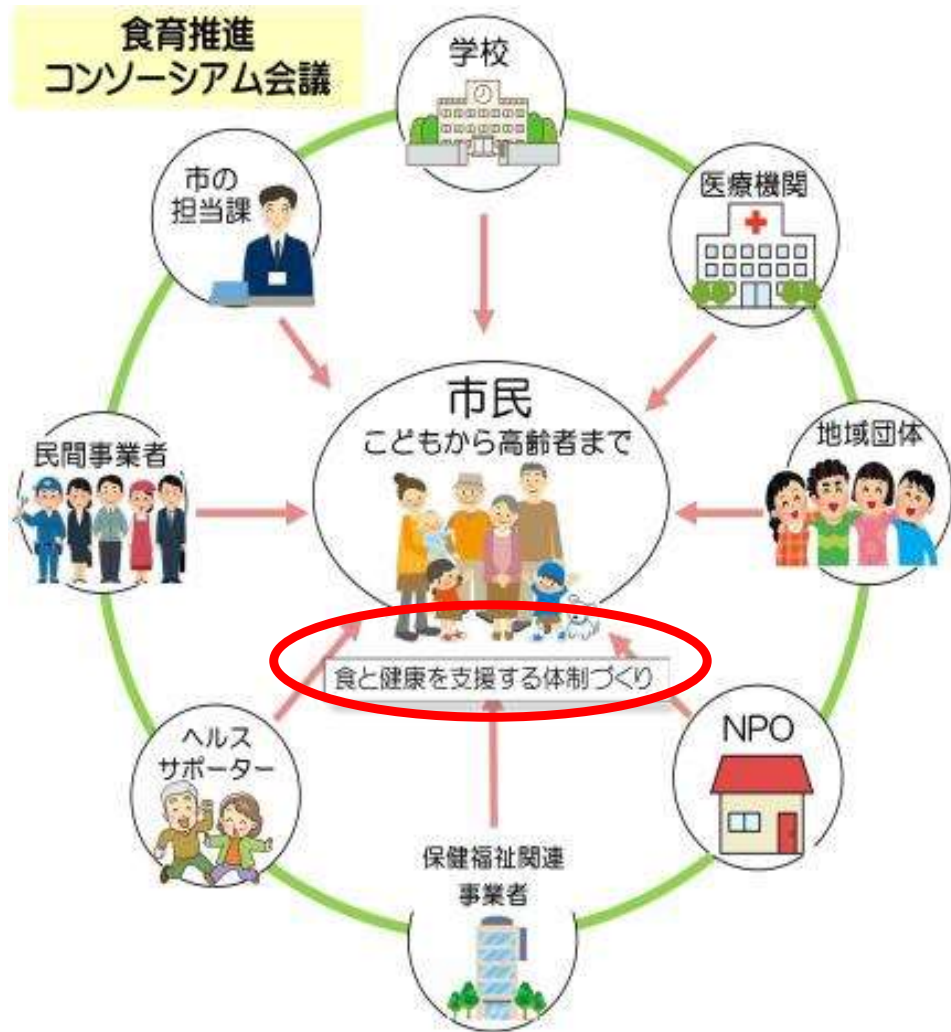 食育推進
コンソーシアム会議
学校
医療機関
市の
担当課
市民
こどもから高齢者まで
民間事業者
地域団体
食と健康を支援する体制づくり
ヘルス
サポーター
NPO
保健福祉関連
事業者